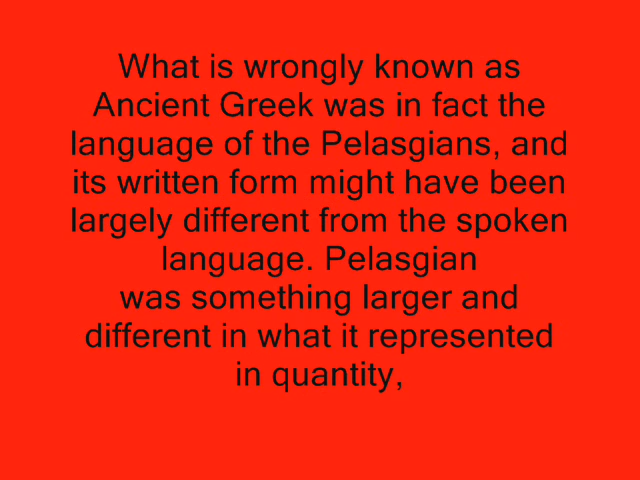 What is wrongly known as
Ancient Greek was in fact the
language of the Pelasgians, and
its written form might have been
largely different from the spoken
language. Pelasgian
was something larger and
different in what it represented
in quantity,